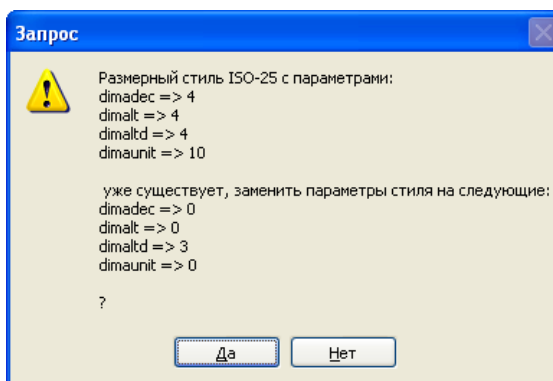 Запрос
Размерный стиль ISO-25 с параметрами:
dimadec => 4
dimalt => 4
dimaltd => 4
dimaunit => 10
уже существует, заменить параметры стиля на следующие:
dimadec => 0
dimalt => 0
dimaltd => 3
dimaunit => 0
?
Да
Нет